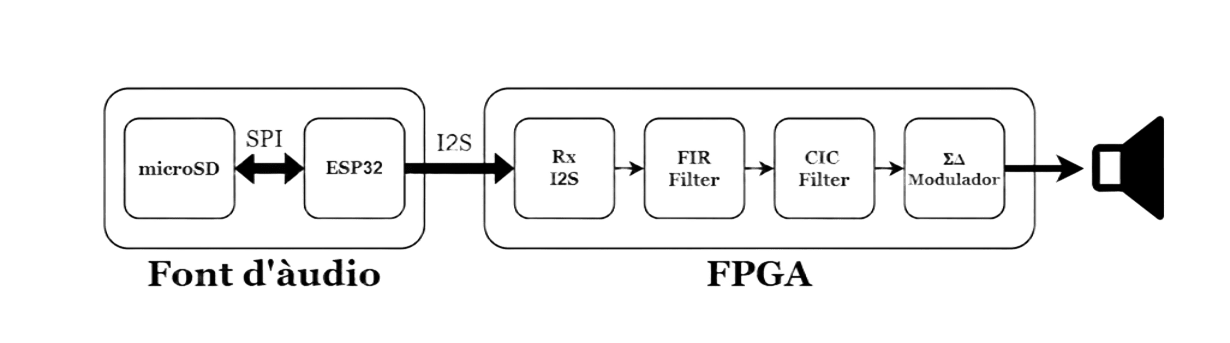 microSD
SPI
ESP32
I2S
Rx
I2S
FIR
Filter
CIC
Filter
ΣΔ
Modulador
Font d'àudio
FPGA